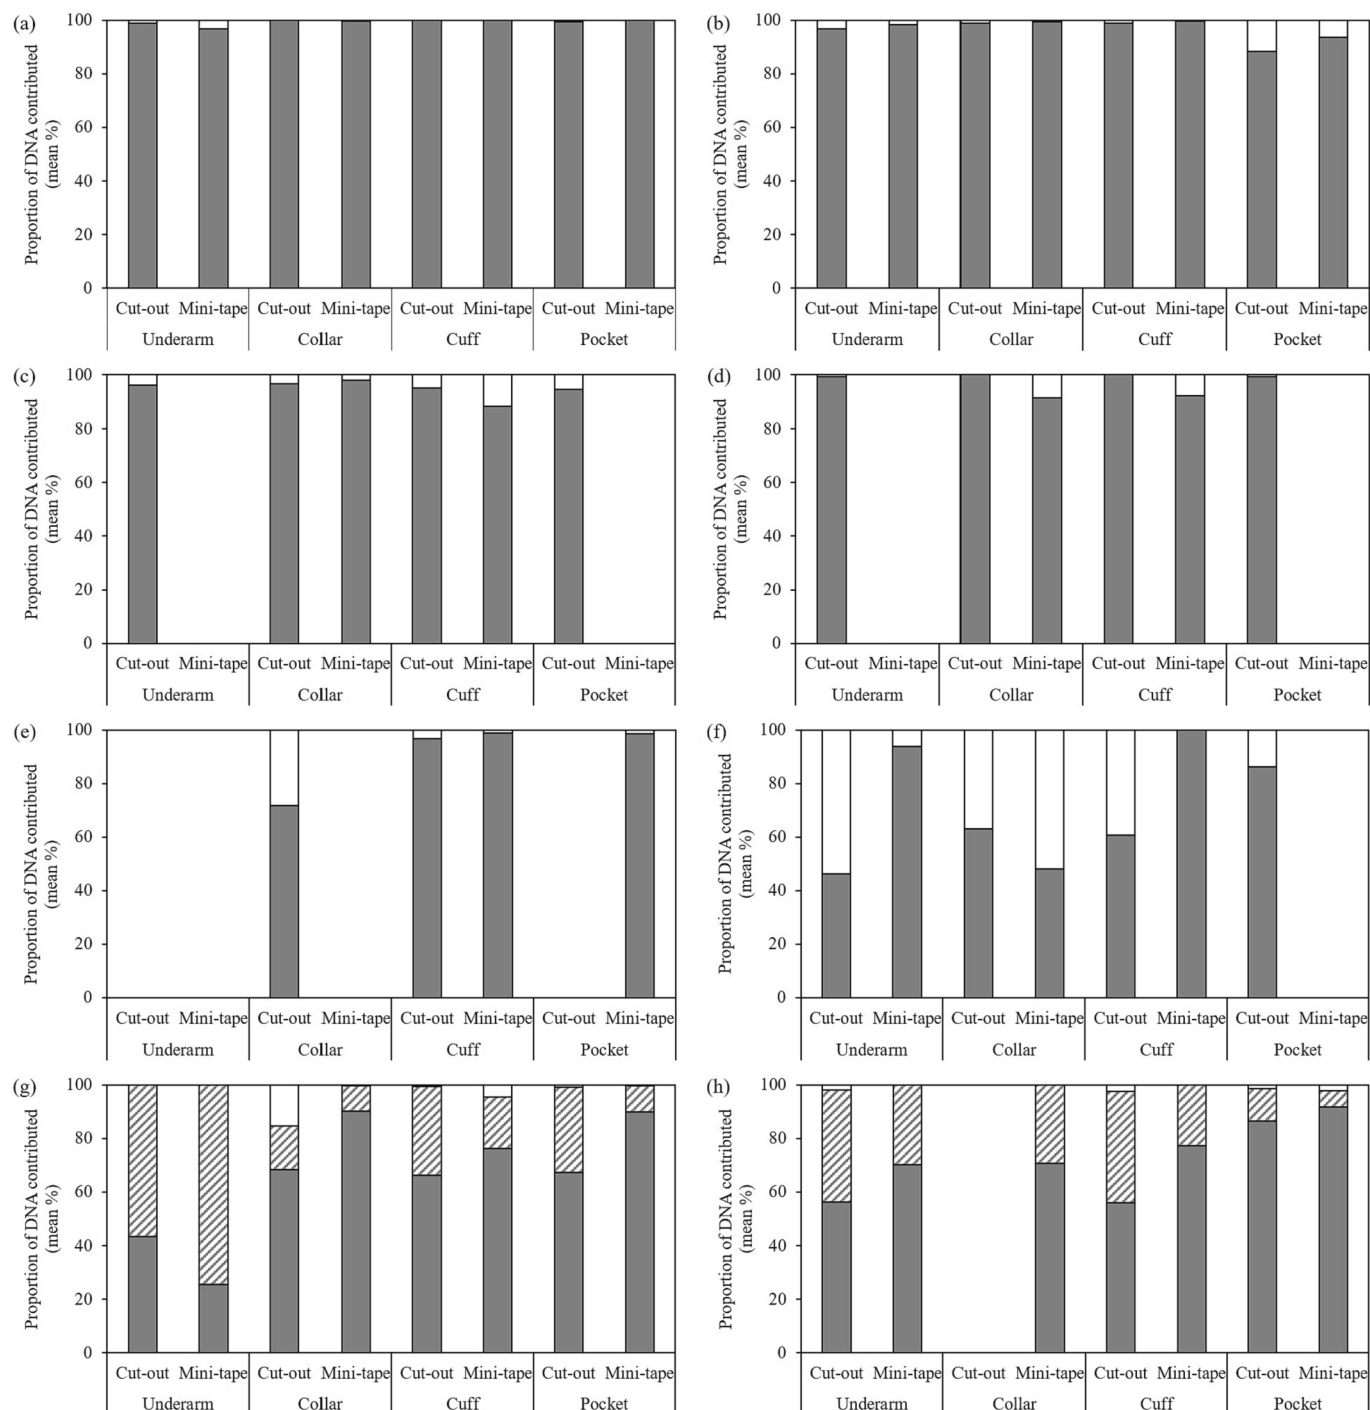 (a)
Proportion of DNA contributed
(mean %)
100
80
60
40
20
0
Cut-out Mini-tape Cut-out Mini-tape Cut-out Mini-tape Cut-out Mini-tape
Underarm Collar Cuff Pocket
(b)
Proportion of DNA contributed
(mean %)
100
80
60
40
20
0
Cut-out Mini-tape Cut-out Mini-tape Cut-out Mini-tape Cut-out Mini-tape
Underarm Collar Cuff Pocket
(c)
Proportion of DNA contributed
(mean %)
100
80
60
40
20
0
Cut-out Mini-tape Cut-out Mini-tape Cut-out Mini-tape Cut-out Mini-tape
Underarm Collar Cuff Pocket
(d)
Proportion of DNA contributed
(mean %)
100
80
60
40
20
0
Cut-out Mini-tape Cut-out Mini-tape Cut-out Mini-tape Cut-out Mini-tape
Underarm Collar Cuff Pocket
(e)
Proportion of DNA contributed
(mean %)
100
80
60
40
20
0
Cut-out Mini-tape Cut-out Mini-tape Cut-out Mini-tape Cut-out Mini-tape
Underarm Collar Cuff Pocket
(f)
Proportion of DNA contributed
(mean %)
100
80
60
40
20
0
Cut-out Mini-tape Cut-out Mini-tape Cut-out Mini-tape Cut-out Mini-tape
Underarm Collar Cuff Pocket
(g)
Proportion of DNA contributed
(mean %)
100
80
60
40
20
0
Cut-out Mini-tape Cut-out Mini-tape Cut-out Mini-tape Cut-out Mini-tape
Underarm Collar Cuff Pocket
(h)
Proportion of DNA contributed
(mean %)
100
80
60
40
20
0
Cut-out Mini-tape Cut-out Mini-tape Cut-out Mini-tape Cut-out Mini-tape
Underarm Collar Cuff Pocket